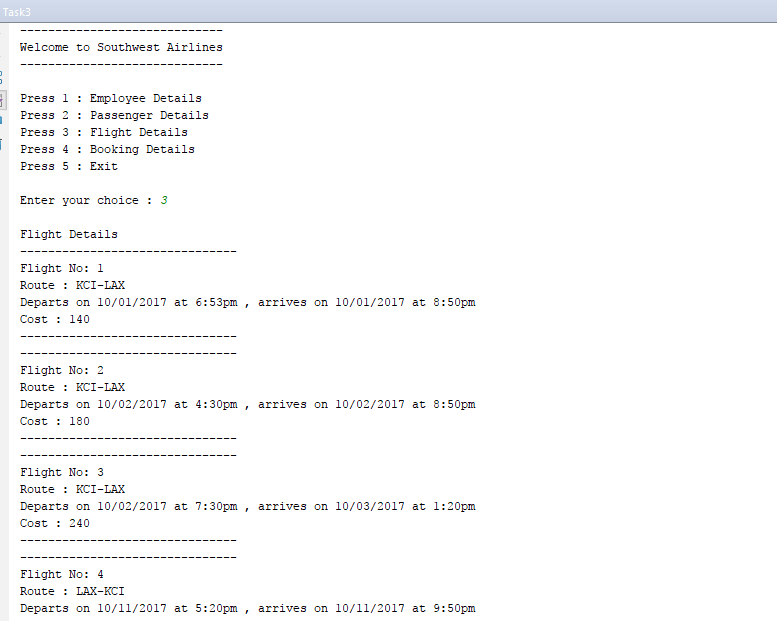 Task3
-----------------------------
Welcome to Southwest Airlines
-----------------------------
Press 1 : Employee Details
Press 2 : Passenger Details
Press 3 : Flight Details
Press 4 : Booking Details
Press 5 : Exit
Enter your choice : 3
Flight Details
-------------------------------
Flight No: 1
Route : KCI-LAX
Departs on 10/01/2017 at 6:53pm , arrives on 10/01/2017 at 8:50pm
Cost : 140
-------------------------------
-------------------------------
Flight No: 2
Route : KCI-LAX
Departs on 10/02/2017 at 4:30pm , arrives on 10/02/2017 at 8:50pm
Cost : 180
-------------------------------
-------------------------------
Flight No: 3
Route : KCI-LAX
Departs on 10/02/2017 at 7:30pm , arrives on 10/03/2017 at 1:20pm
Cost : 240
-------------------------------
-------------------------------
Flight No: 4
Route : LAX-KCI
Departs on 10/11/2017 at 5:20pm , arrives on 10/11/2017 at 9:50pm